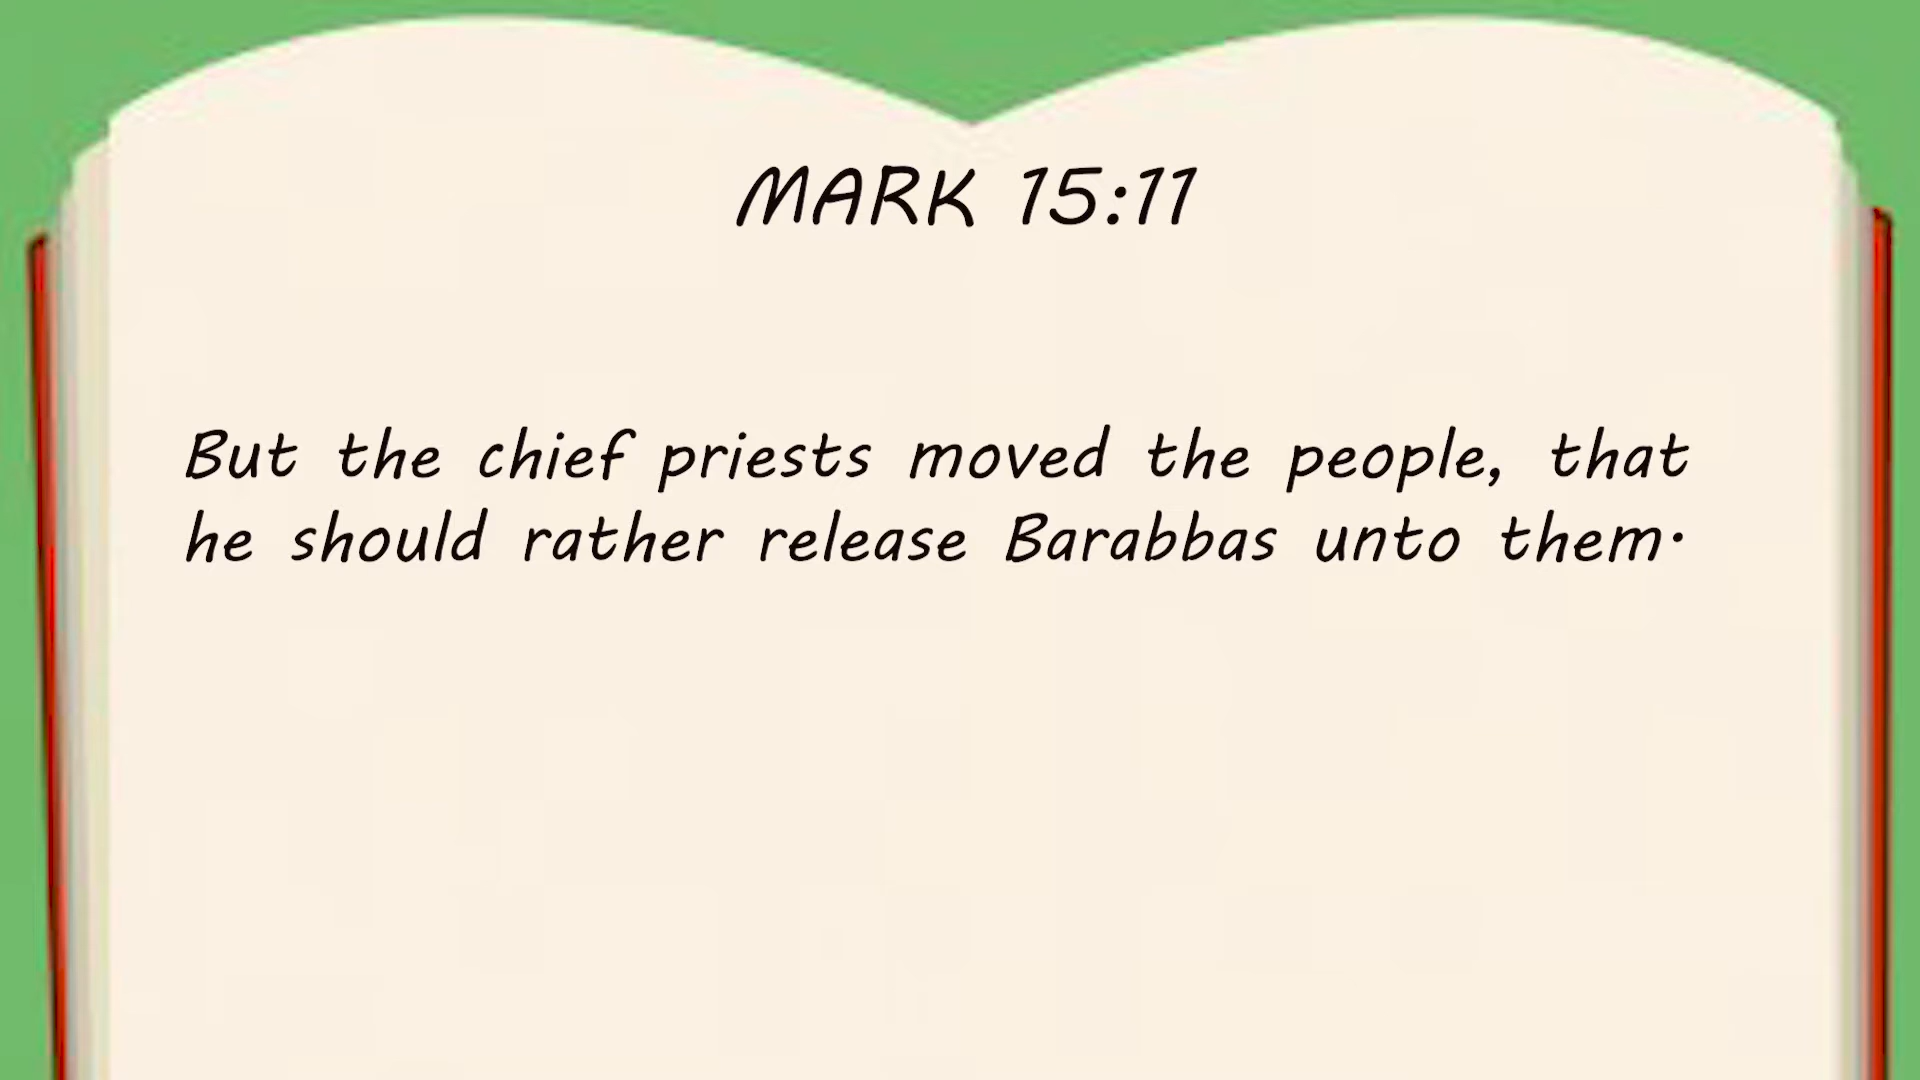 MARK 15:11
But the chief priests moved the people, that
he should rather release Barabbas unto them.